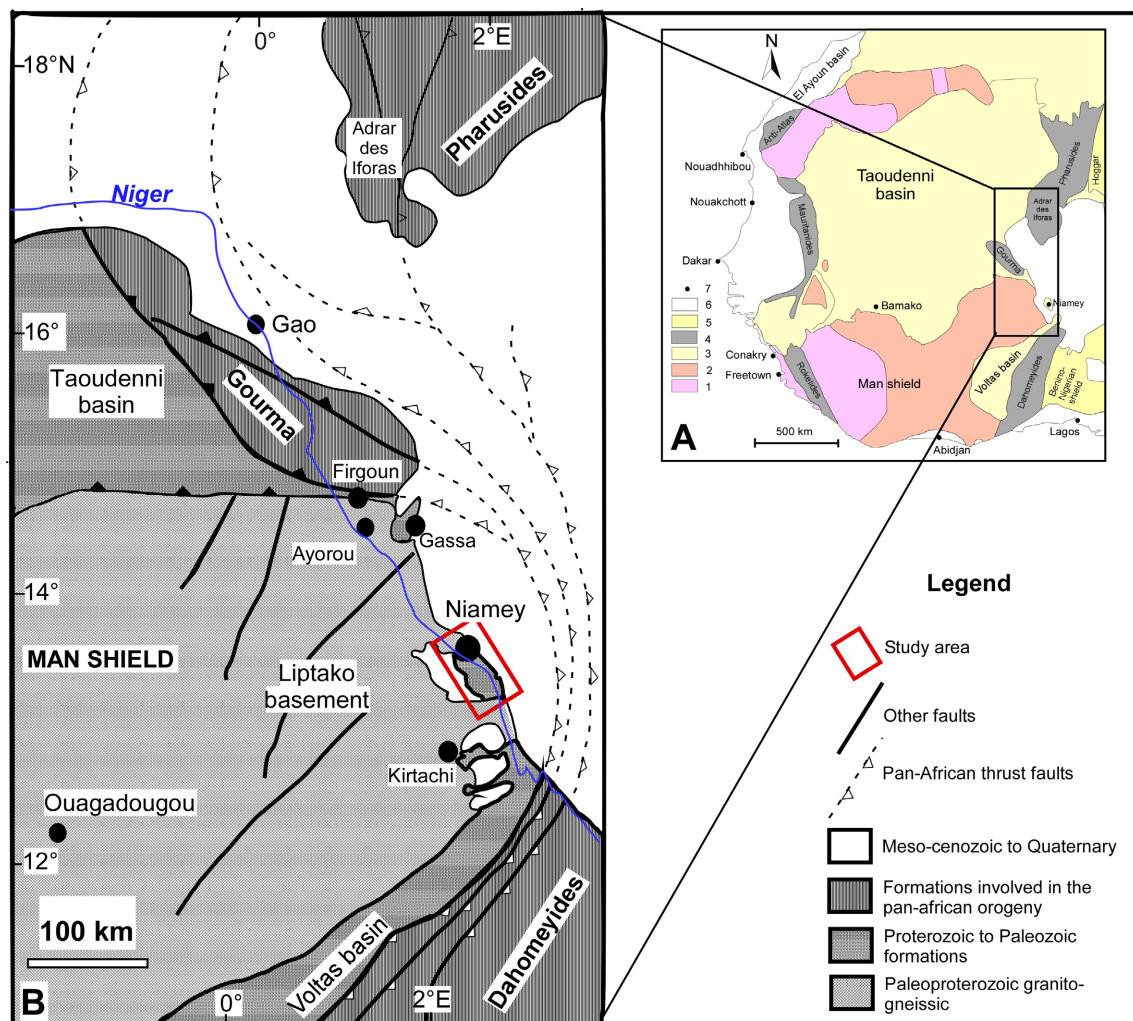 0°
2°E
18°N
Pharusides
Adrar
des
Iforas
Niger
Gao
16°
Taoudenni
basin
Gourma
Firgoun
Ayorou
Gassa
14°
Niamey
MAN SHIELD
Liptako
basement
Kirtachi
Ouagadougou
12°
100 km
Voltas basin
Dahomeyides
B
0°
2°E
N
El Ayoun basin
Anti-Atlas
Nouadhhibou
Taoudenni
basin
Pharusides
Hoggar
Nouakchott
Mauritanides
Adrar
des
Iforas
Dakar
Gourma
7
6
5
4
3
2
1
Bamako
Niamey
Conakry
Freetown
Rokelides
Man shield
Voltas basin
Dahomeyides
Benino-
Nigerian
shield
Lagos
A
500 km
Abidjan
Legend
Study area
Other faults
Pan-African thrust faults
Meso-cenozoic to Quaternary
Formations involved in the
pan-african orogeny
Proterozoic to Paleozoic
formations
Paleoproterozoic granito-
gneissic